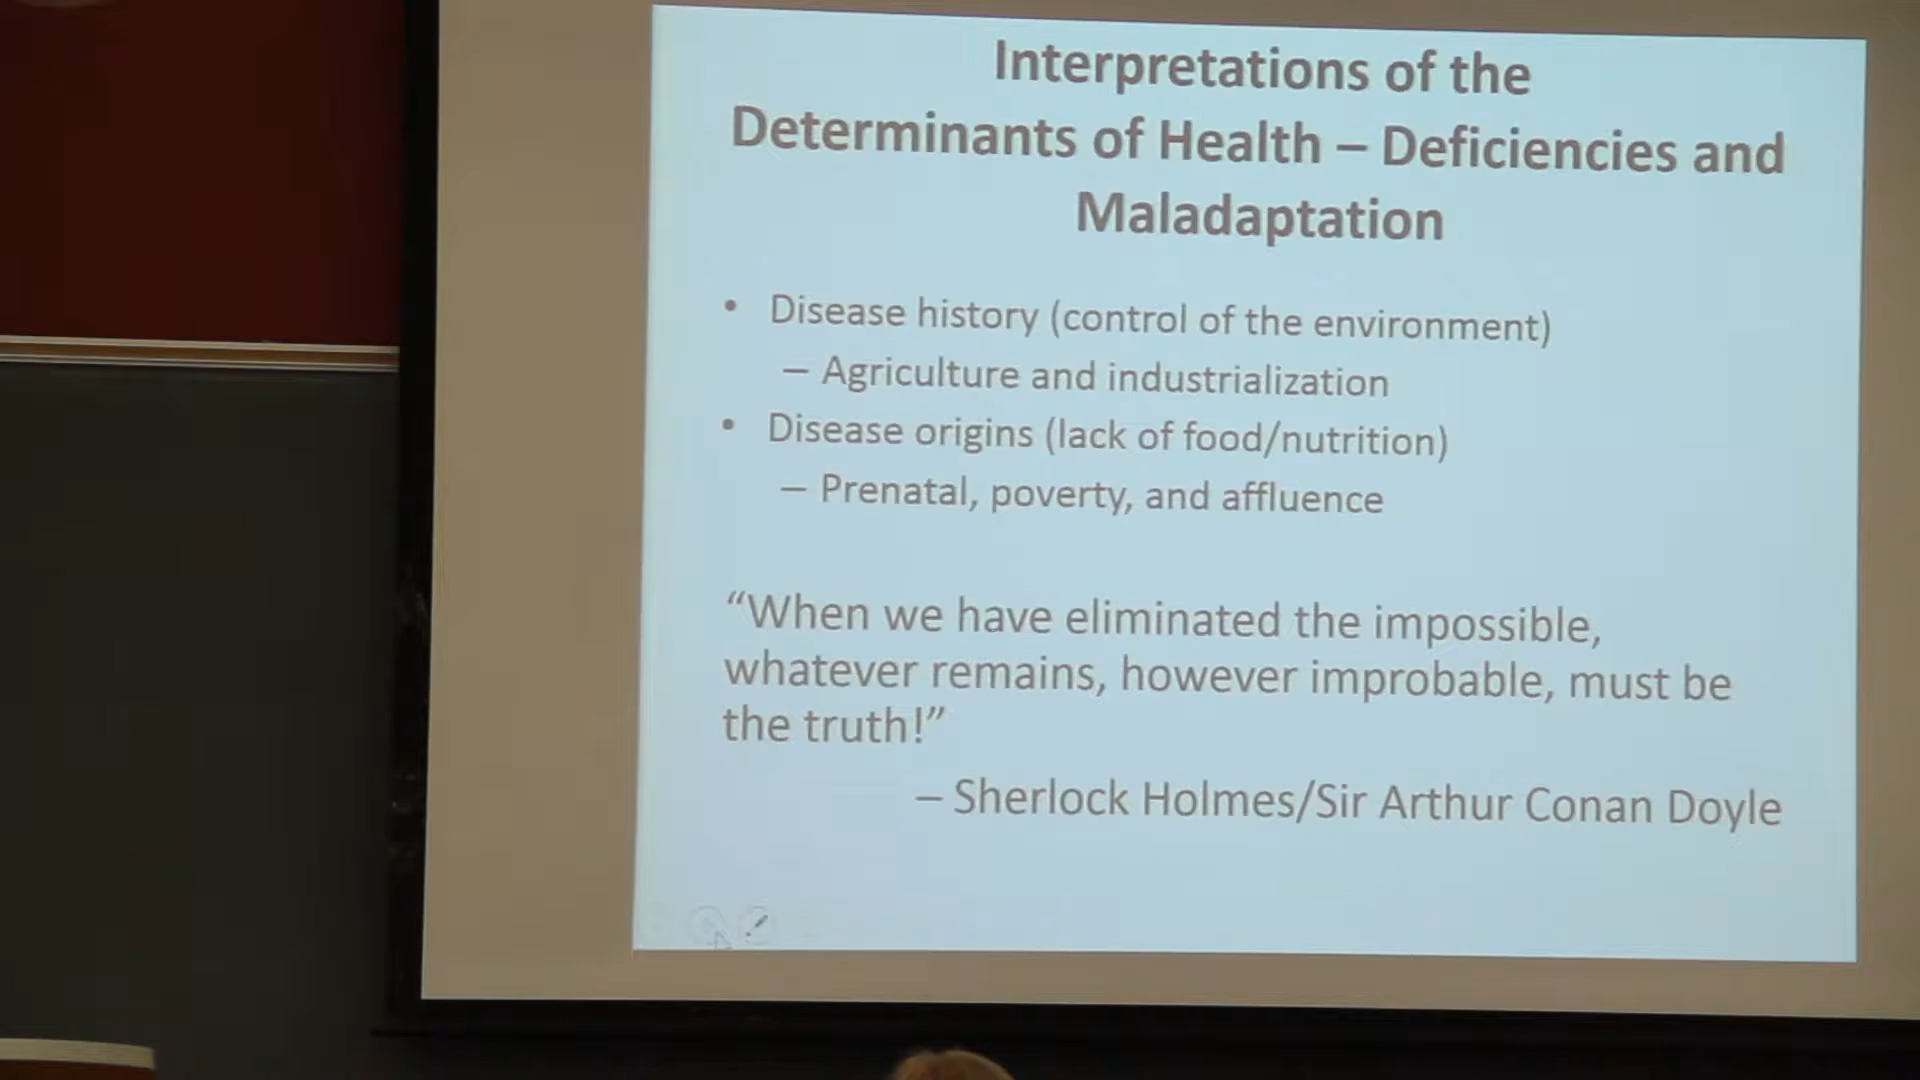 Interpretations of the
Determinants of Health – Deficiencies and
Maladaptation
• Disease history (control of the environment)
– Agriculture and industrialization
• Disease origins (lack of food/nutrition)
– Prenatal, poverty, and affluence
“When we have eliminated the impossible,
whatever remains, however improbable, must be
the truth!”
– Sherlock Holmes/Sir Arthur Conan Doyle